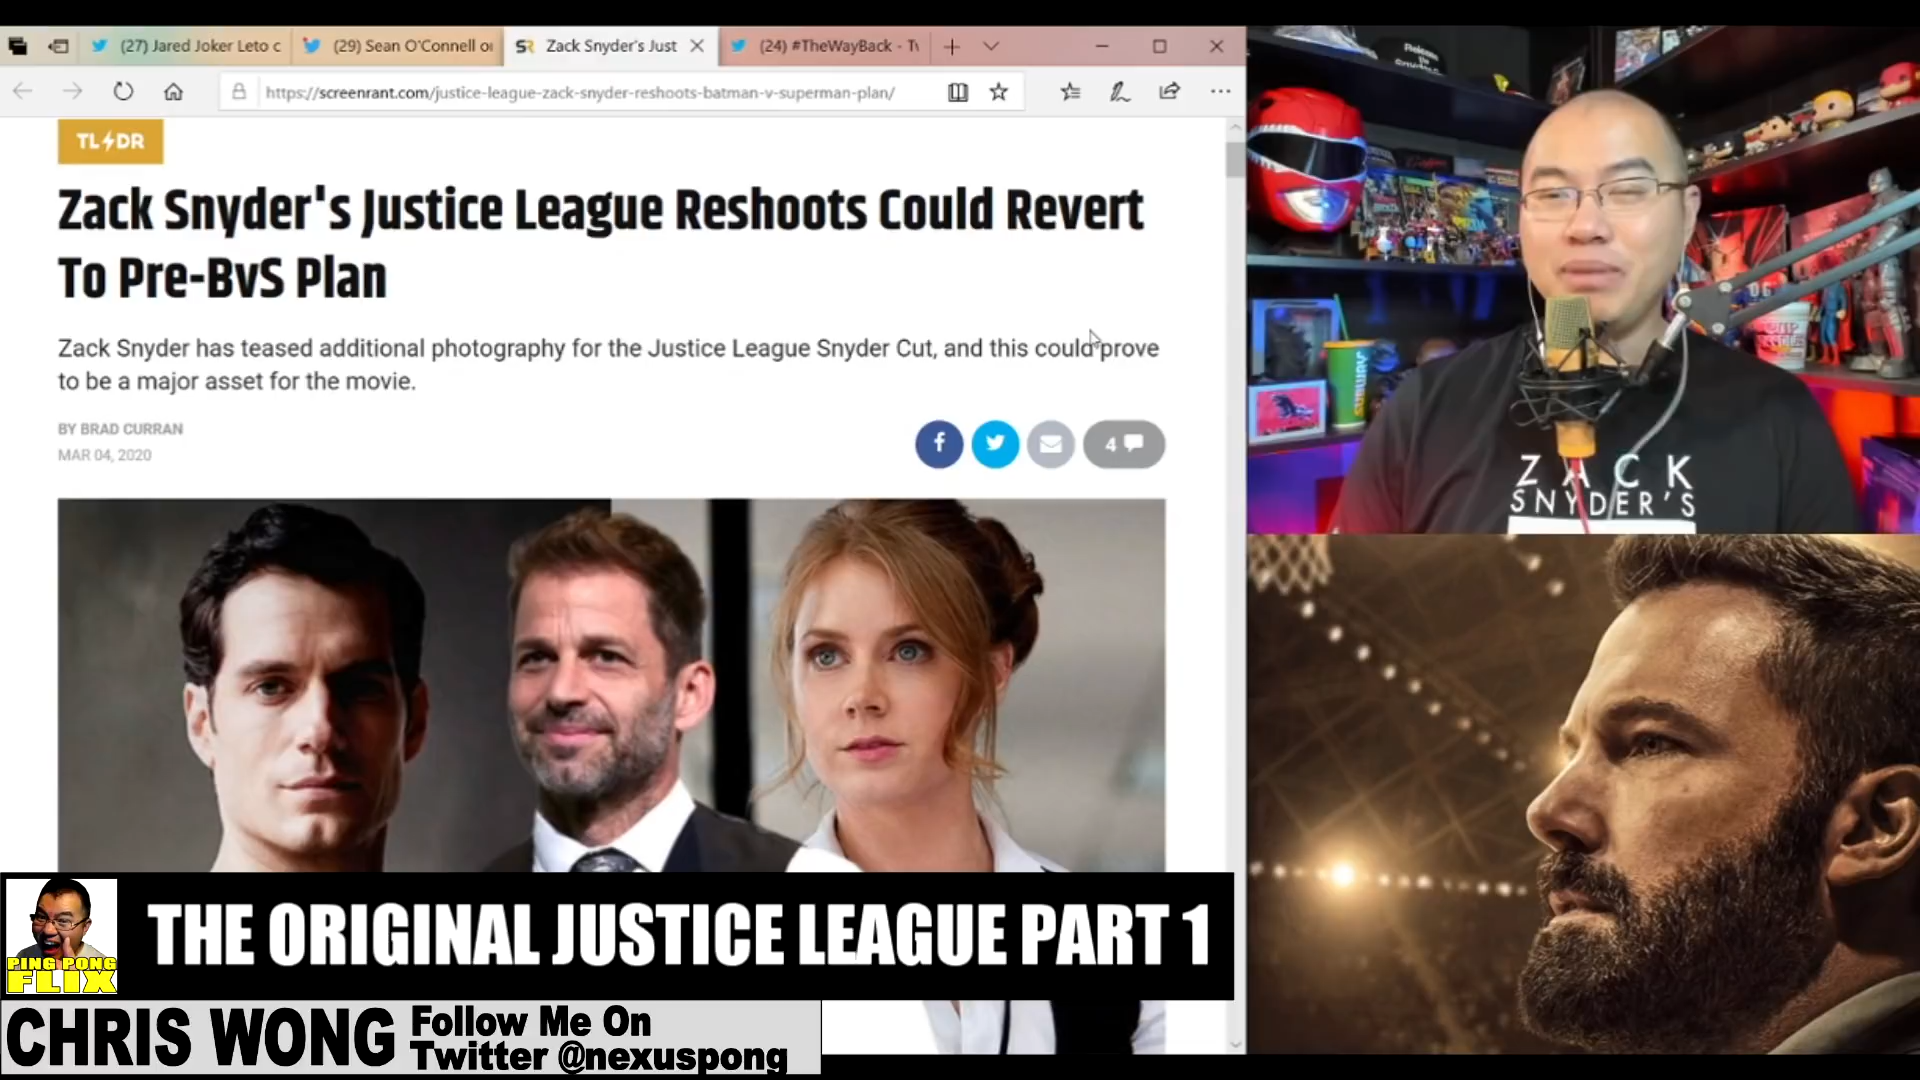 (27) Jared Joker Leto c
(29) Sean O'Connell on
SR Zack Snyder's Just
(24) #TheWayBack - Tw
https://screenrant.com/justice-league-zack-snyder-reshoots-batman-v-superman-plan/
TL DR
Zack Snyder's Justice League Reshoots Could Revert
To Pre-BvS Plan
Zack Snyder has teased additional photography for the Justice League Snyder Cut, and this could prove
to be a major asset for the movie.
BY BRAD CURRAN
MAR 04, 2020
4
SUBWAY
ZACK
SNYDER'S
PING PONG
FLIX
THE ORIGINAL JUSTICE LEAGUE PART 1
CHRIS WONG
Follow Me On
Twitter @nexuspong